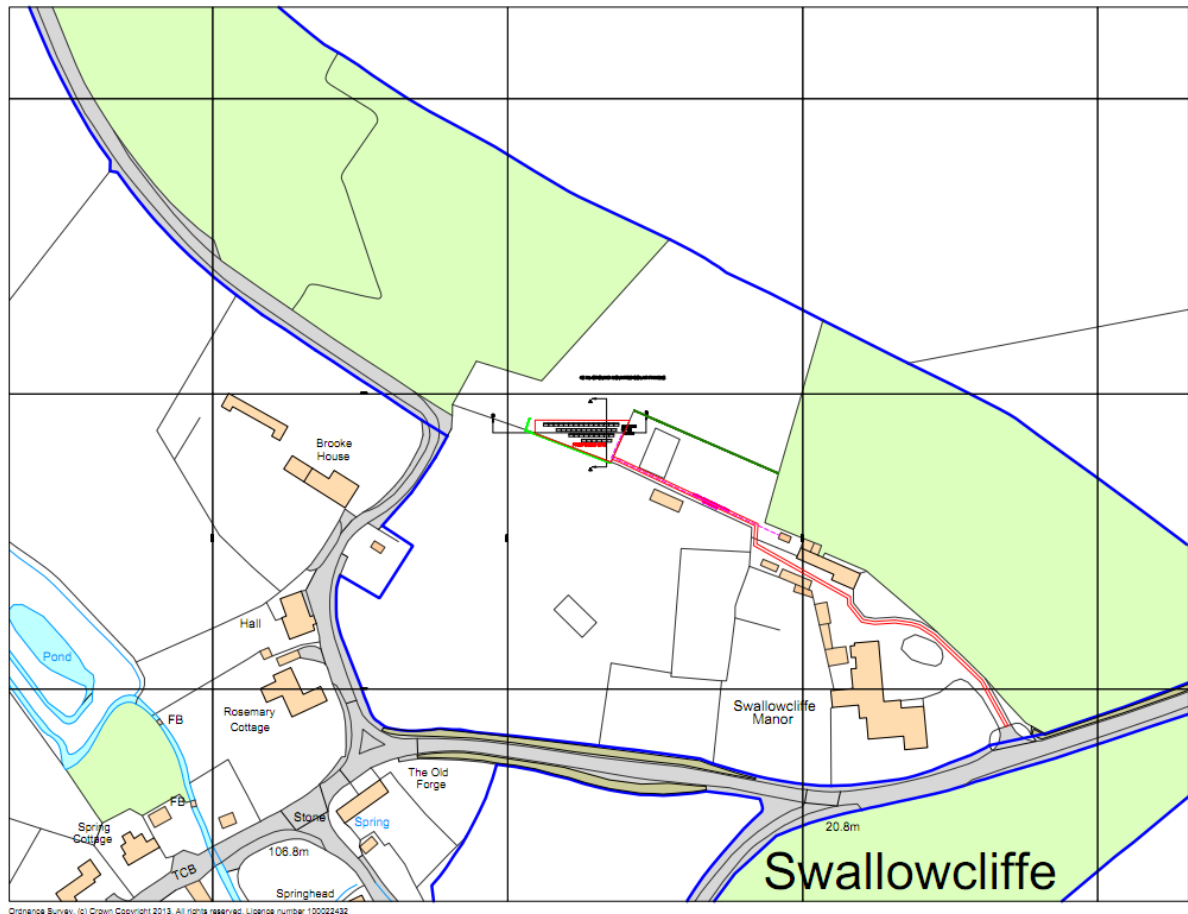 Brooke
House
Hall
Pond
FB
Rosemary
Cottage
Swallowcliffe
Manor
The Old
Forge
FB
Stone
Spring
Spring
Cottage
20.8m
106.8m
TCB
Swallowcliffe
Springhead
Ordnance Survey, (c) Crown Copyright 2013. All rights reserved. Licence number 100022432